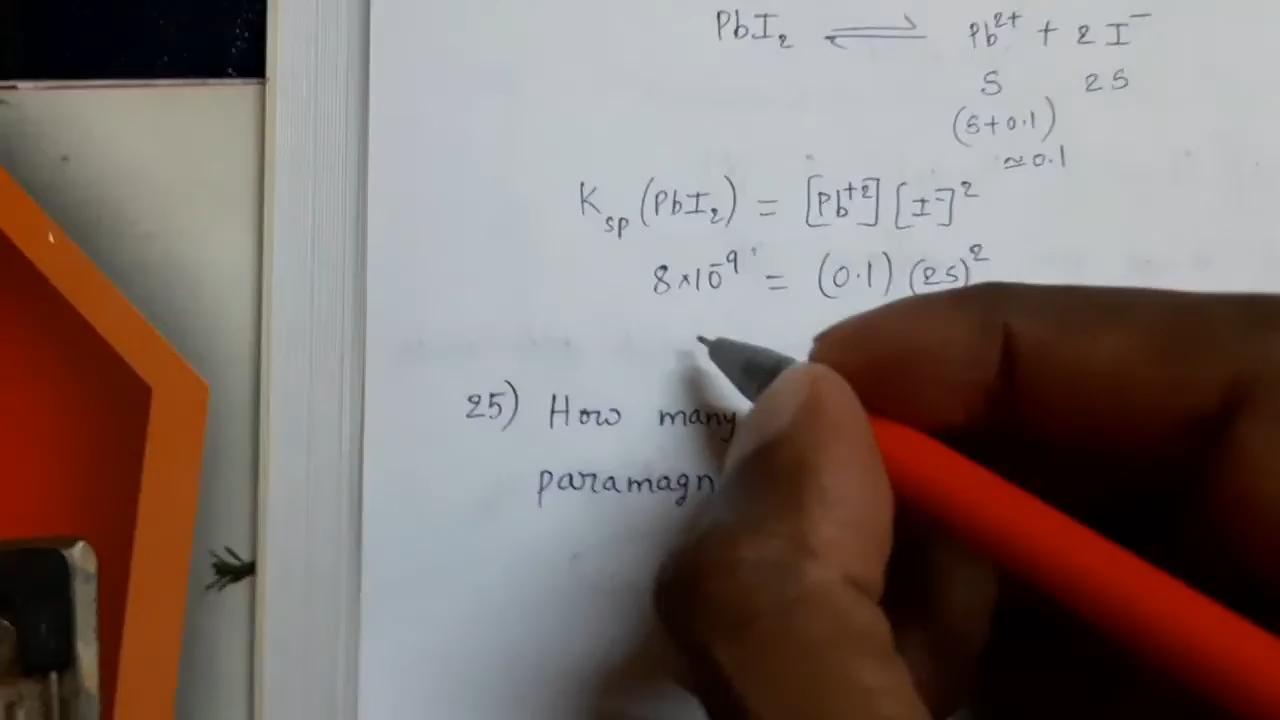 PbI₂ ⇌ Pb²⁺ + 2 I⁻
S 2S
(S+0.1)
≃0.1
Ksp (PbI₂) = [Pb⁺²] [I⁻]²
8×10⁻⁹ = (0.1) (2S)²
25) How many
paramagn